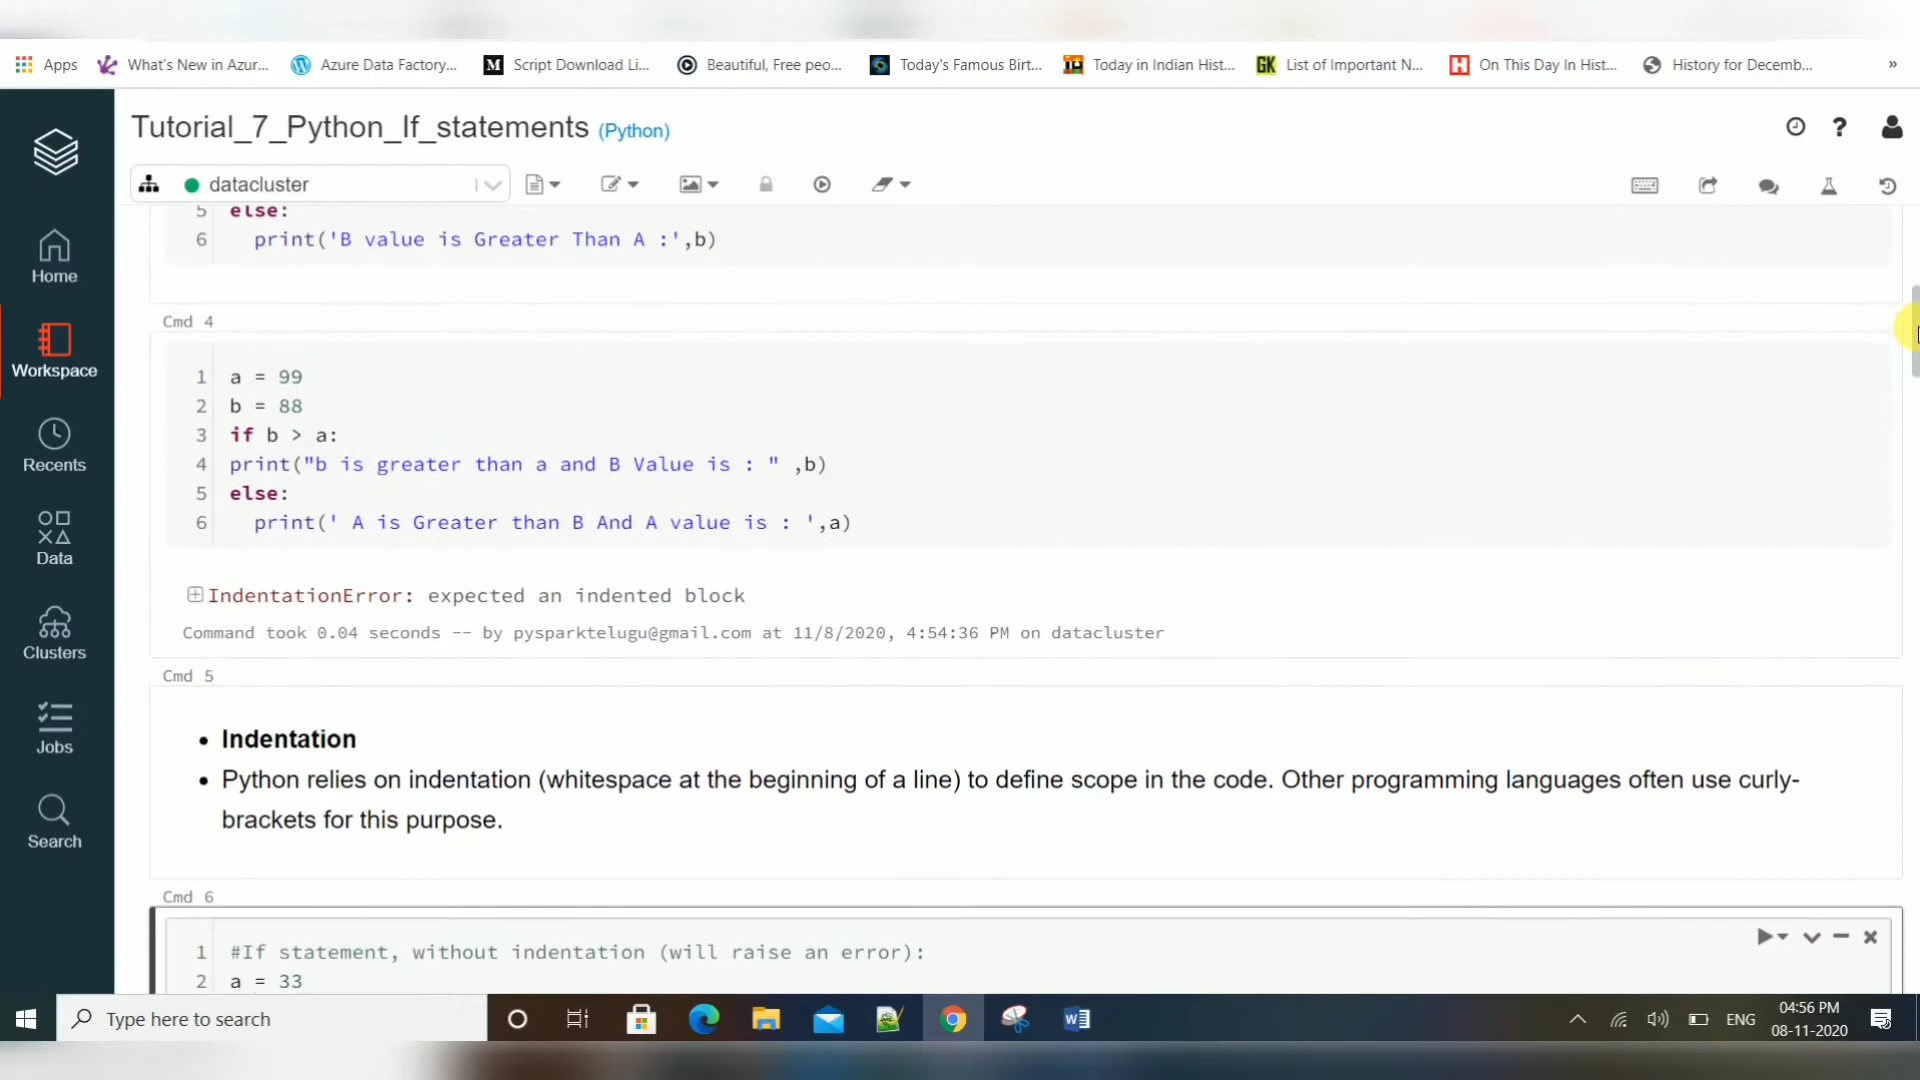 Apps What's New in Azur... Azure Data Factory... Script Download Li... Beautiful, Free peo... Today's Famous Birt... Today in Indian Hist... GK List of Important N... On This Day In Hist... History for Decemb... »
Tutorial_7_Python_If_statements (Python)
datacluster
Home
Workspace
Recents
Data
Clusters
Jobs
Search
5 else:
6 print('B value is Greater Than A :',b)
Cmd 4
1 a = 99
2 b = 88
3 if b > a:
4 print("b is greater than a and B Value is : " ,b)
5 else:
6 print(' A is Greater than B And A value is : ',a)
IndentationError: expected an indented block
Command took 0.04 seconds -- by pysparktelugu@gmail.com at 11/8/2020, 4:54:36 PM on datacluster
Cmd 5
• Indentation
• Python relies on indentation (whitespace at the beginning of a line) to define scope in the code. Other programming languages often use curly-
brackets for this purpose.
Cmd 6
1 #If statement, without indentation (will raise an error):
2 a = 33
Type here to search
ENG
04:56 PM
08-11-2020